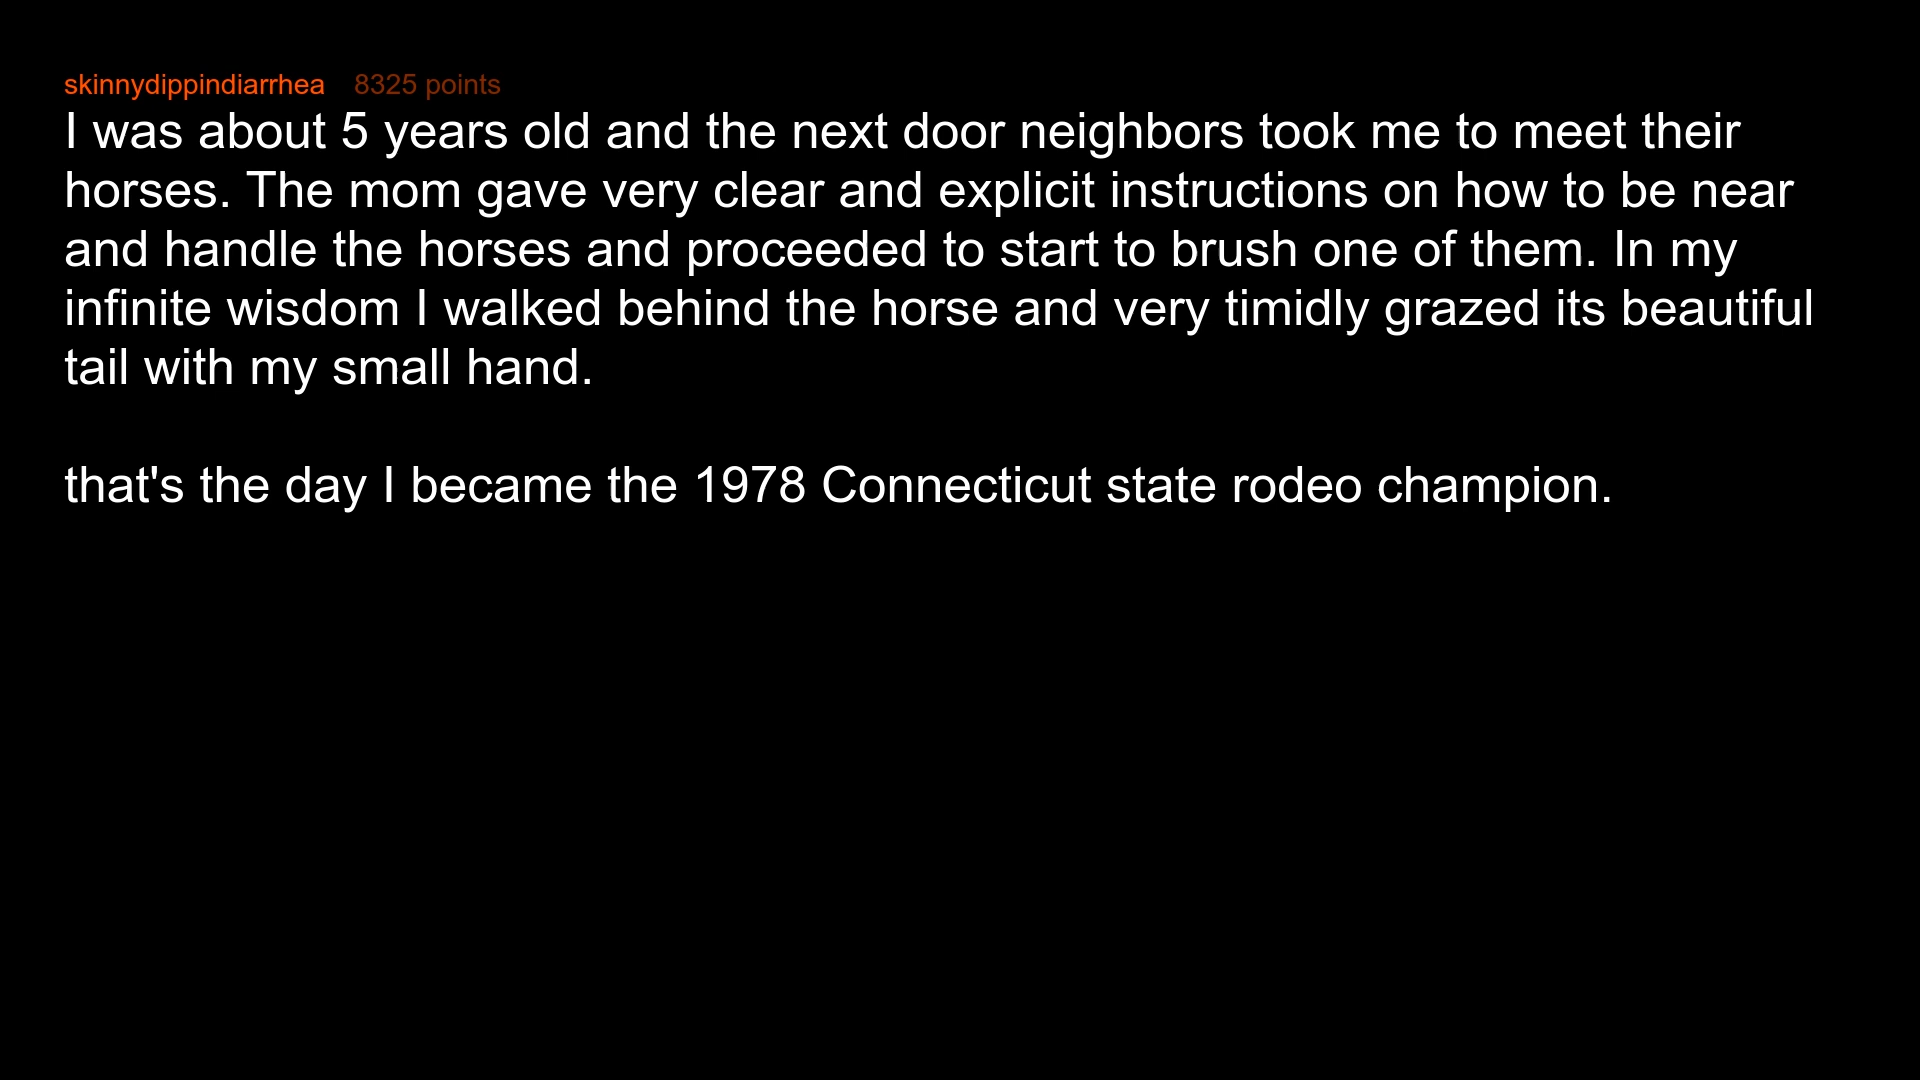 skinnydippindiarrhea 8325 points
I was about 5 years old and the next door neighbors took me to meet their
horses. The mom gave very clear and explicit instructions on how to be near
and handle the horses and proceeded to start to brush one of them. In my
infinite wisdom I walked behind the horse and very timidly grazed its beautiful
tail with my small hand.
that's the day I became the 1978 Connecticut state rodeo champion.